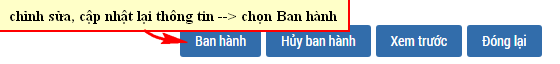 chỉnh sửa, cập nhật lại thông tin --> chọn Ban hành
Ban hành Hủy ban hành Xem trước Đóng lại